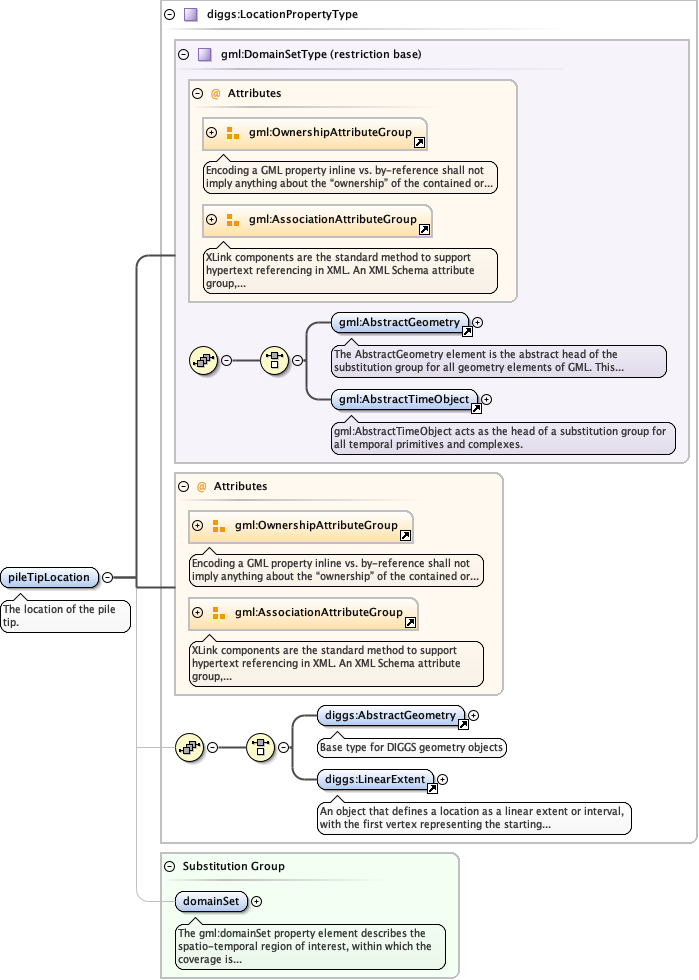 diggs:LocationPropertyType
gml:DomainSetType (restriction base)
@ Attributes
gml:OwnershipAttributeGroup
Encoding a GML property inline vs. by-reference shall not
imply anything about the “ownership” of the contained or...
gml:AssociationAttributeGroup
XLink components are the standard method to support
hypertext referencing in XML. An XML Schema attribute
group,...
gml:AbstractGeometry
The AbstractGeometry element is the abstract head of the
substitution group for all geometry elements of GML. This...
gml:AbstractTimeObject
gml:AbstractTimeObject acts as the head of a substitution group for
all temporal primitives and complexes.
@ Attributes
gml:OwnershipAttributeGroup
Encoding a GML property inline vs. by-reference shall not
imply anything about the “ownership” of the contained or...
pileTipLocation
The location of the pile
tip.
gml:AssociationAttributeGroup
XLink components are the standard method to support
hypertext referencing in XML. An XML Schema attribute
group,...
diggs:AbstractGeometry
Base type for DIGGS geometry objects
diggs:LinearExtent
An object that defines a location as a linear extent or interval,
with the first vertex representing the starting...
Substitution Group
domainSet
The gml:domainSet property element describes the
spatio-temporal region of interest, within which the
coverage is...